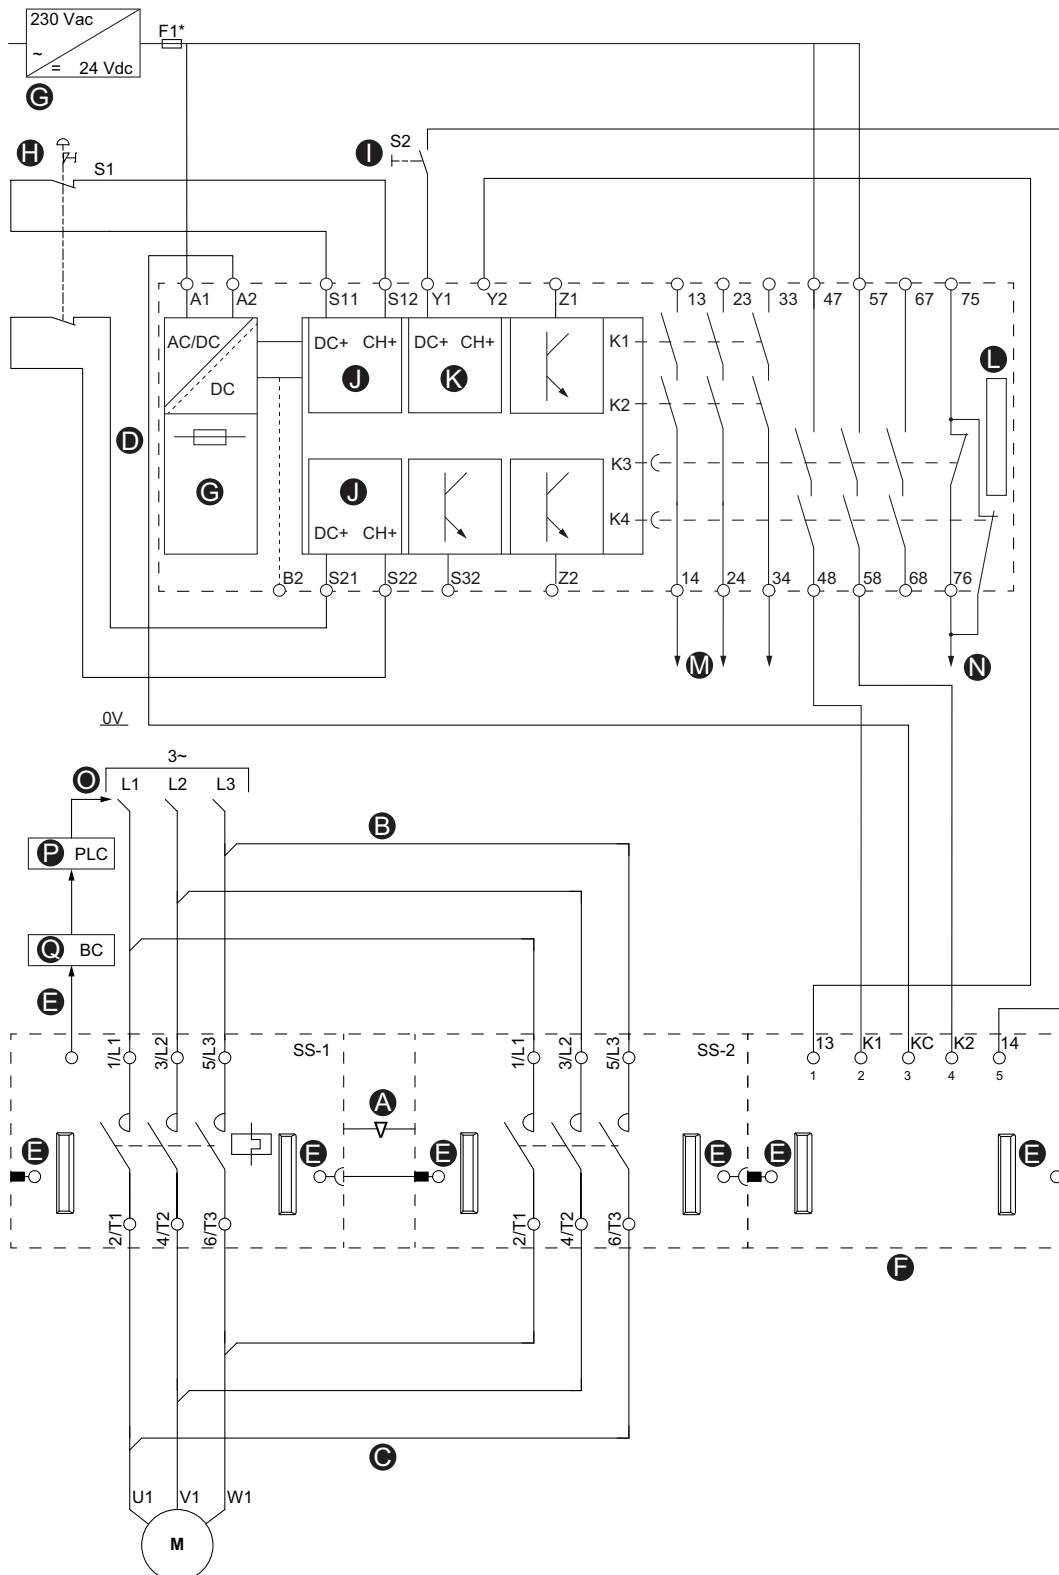 230 Vac
~
= 24 Vdc
F1*
G
H
S1
I
S2
A1 A2 S11 S12 Y1 Y2 Z1 13 23 33 47 57 67 75
AC/DC
DC
DC+ CH+
J
DC+ CH+
K
K1
K2
L
D
G
J
DC+ CH+
K3
K4
B2 S21 S22 S32 Z2 14 24 34 48 58 68 76
M
N
0V
3~
O
L1 L2 L3
B
P PLC
Q BC
E
1/L1 3/L2 5/L3
SS-1
1/L1 3/L2 5/L3
SS-2
13 K1 KC K2 14
1 2 3 4 5
A
E E E E E E
2/T1 4/T2 6/T3
2/T1 4/T2 6/T3
F
C
U1 V1 W1
M